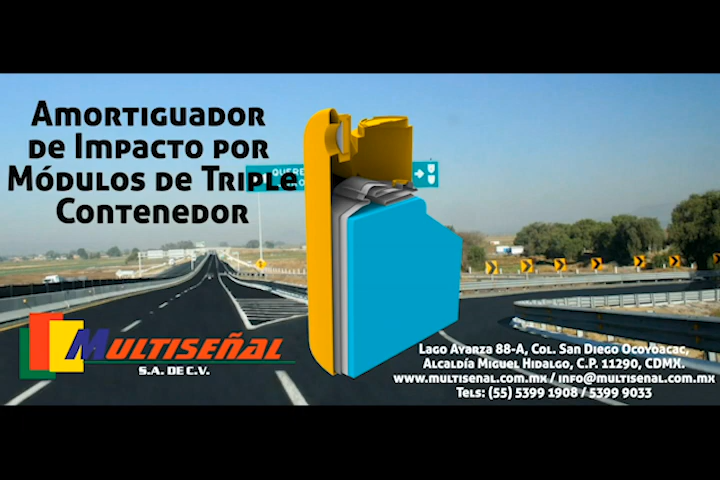 Amortiguador
de Impacto por
Módulos de Triple
Contenedor
QUERE
Multiseñal
S.A. DE C.V.
Lago Ayarza 88-A, Col. San Diego Ocoyoacac,
Alcaldía Miguel Hidalgo, C.P. 11290, CDMX.
www.multisenal.com.mx / info@multisenal.com.mx
Tels: (55) 5399 1908 / 5399 9033